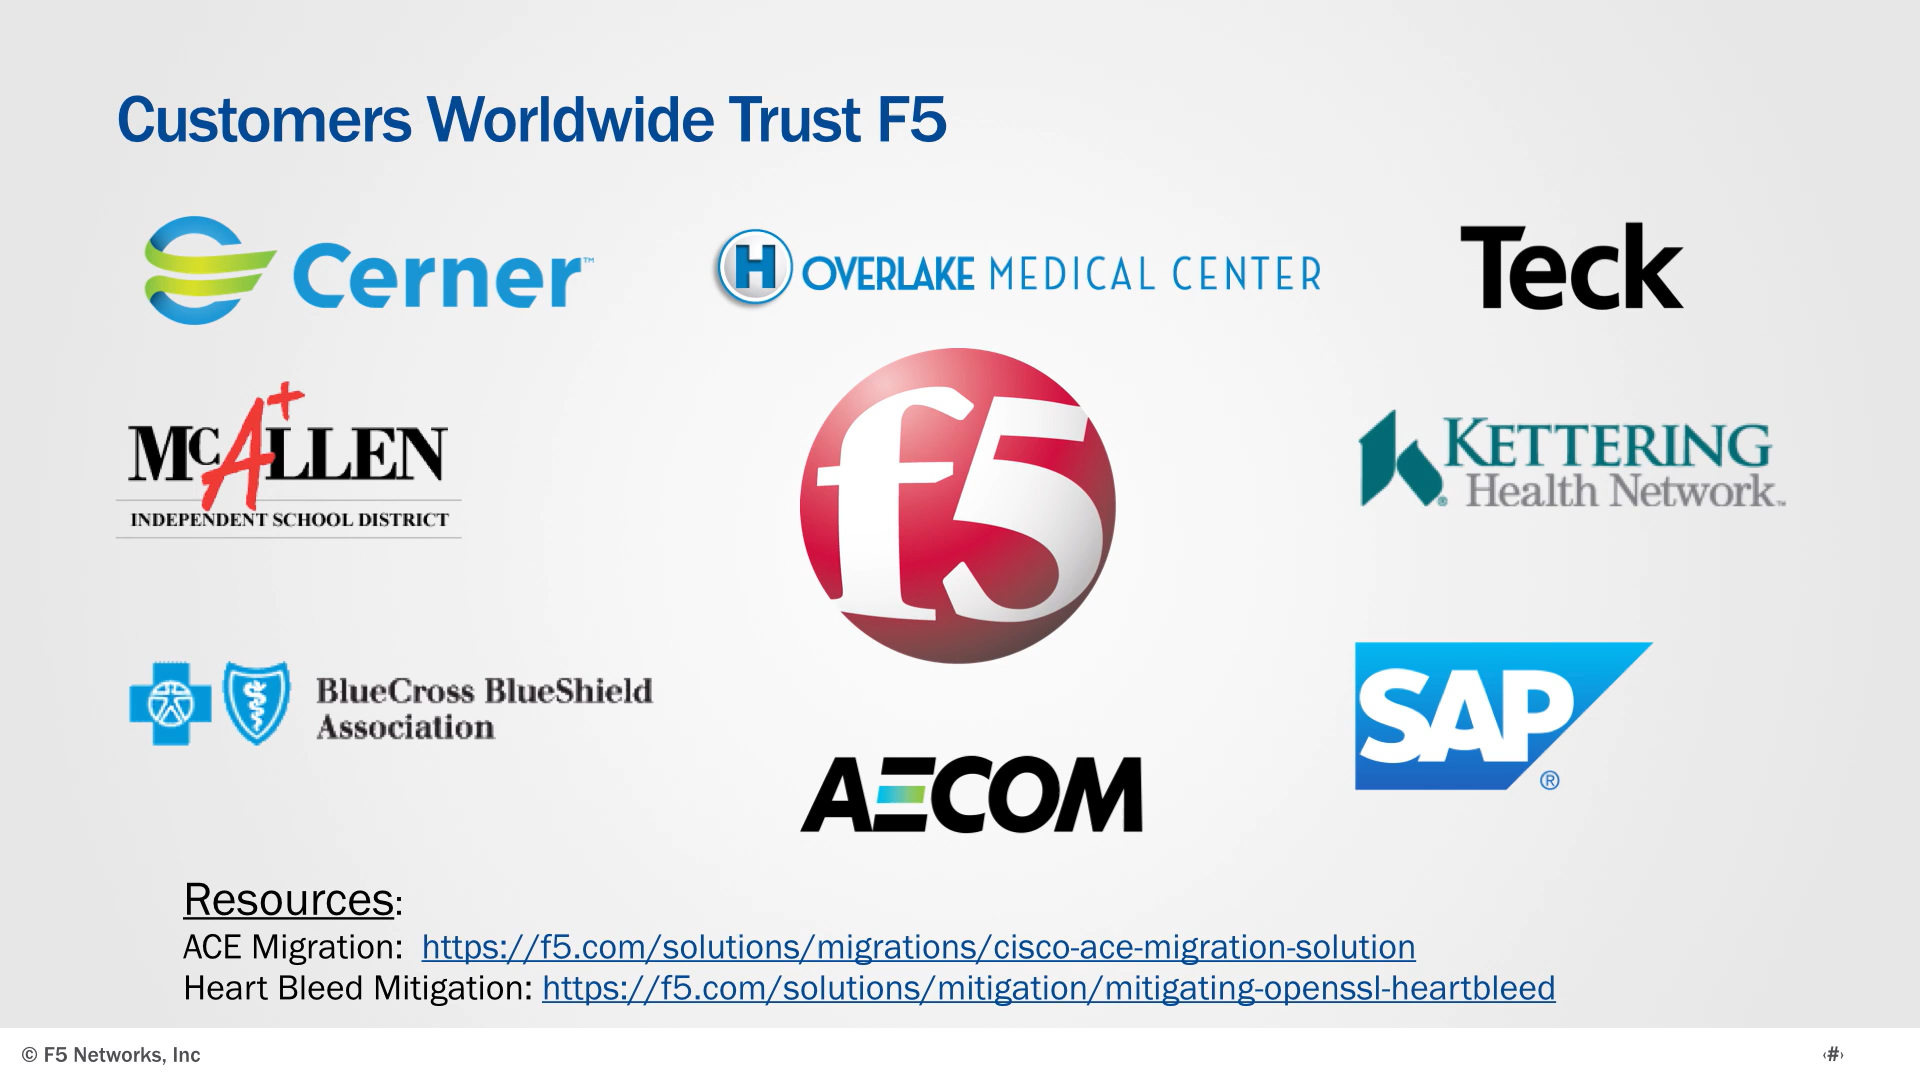 Customers Worldwide Trust F5
Cerner™
H OVERLAKE MEDICAL CENTER
Teck
McALLEN
INDEPENDENT SCHOOL DISTRICT
f5
KETTERING
Health Network™
BlueCross BlueShield
Association
SAP®
AECOM
Resources:
ACE Migration: https://f5.com/solutions/migrations/cisco-ace-migration-solution
Heart Bleed Mitigation: https://f5.com/solutions/mitigation/mitigating-openssl-heartbleed
© F5 Networks, Inc
‹#›